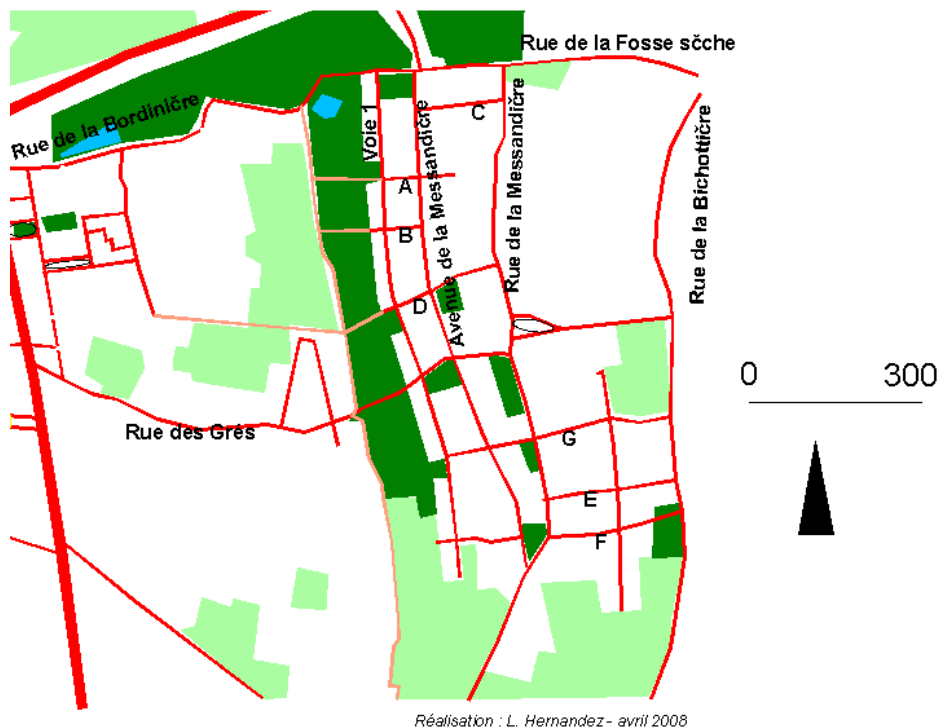 Rue de la Fosse sčche
Rue de la Bordiničre
Voie 1
Avenue de la Messandičre
C
Rue de la Messandičre
Rue de la Bichottičre
A
B
D
0 300
Rue des Grés
G
E
F
Réalisation : L. Hernandez - avril 2008